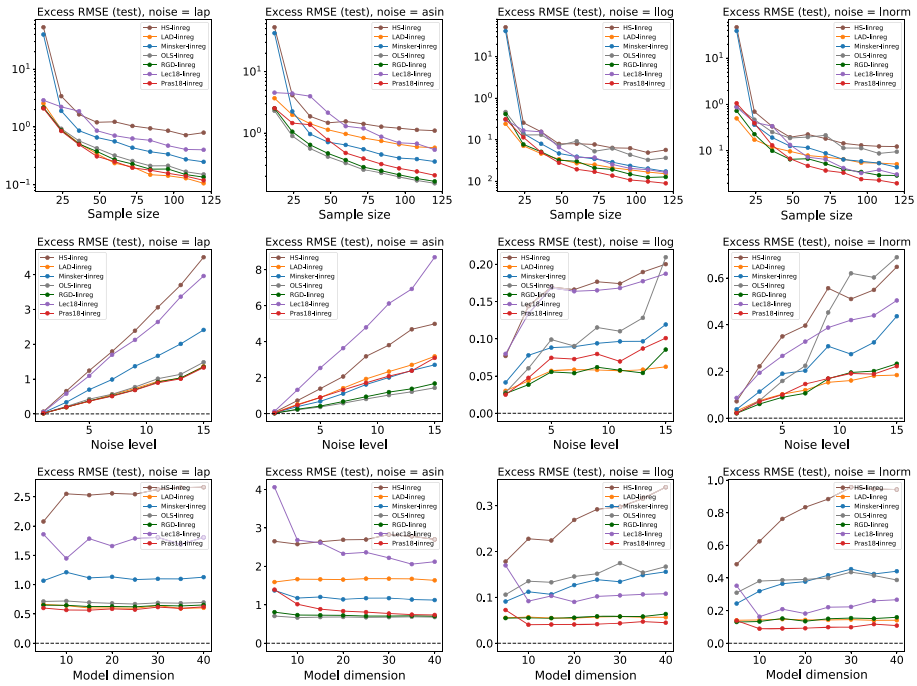 Excess RMSE (test), noise = lap
HS-linreg
LAD-linreg
Minsker-linreg
OLS-linreg
RGD-linreg
Lec18-linreg
Pras18-linreg
10^1
10^0
10^−1
25 50 75 100 125
Sample size
Excess RMSE (test), noise = asin
HS-linreg
LAD-linreg
Minsker-linreg
OLS-linreg
RGD-linreg
Lec18-linreg
Pras18-linreg
10^1
10^0
0 25 50 75 100 125
Sample size
Excess RMSE (test), noise = llog
HS-linreg
LAD-linreg
Minsker-linreg
OLS-linreg
RGD-linreg
Lec18-linreg
Pras18-linreg
10^1
10^0
10^−1
10^−2
0 25 50 75 100 125
Sample size
Excess RMSE (test), noise = lnorm
HS-linreg
LAD-linreg
Minsker-linreg
OLS-linreg
RGD-linreg
Lec18-linreg
Pras18-linreg
10^1
10^0
10^−1
0 25 50 75 100 125
Sample size
Excess RMSE (test), noise = lap
HS-linreg
LAD-linreg
Minsker-linreg
OLS-linreg
RGD-linreg
Lec18-linreg
Pras18-linreg
4
3
2
1
0
5 10 15
Noise level
Excess RMSE (test), noise = asin
HS-linreg
LAD-linreg
Minsker-linreg
OLS-linreg
RGD-linreg
Lec18-linreg
Pras18-linreg
8
6
4
2
0
5 10 15
Noise level
Excess RMSE (test), noise = llog
HS-linreg
LAD-linreg
Minsker-linreg
OLS-linreg
RGD-linreg
Lec18-linreg
Pras18-linreg
0.20
0.15
0.10
0.05
0.00
5 10 15
Noise level
Excess RMSE (test), noise = lnorm
HS-linreg
LAD-linreg
Minsker-linreg
OLS-linreg
RGD-linreg
Lec18-linreg
Pras18-linreg
0.6
0.4
0.2
0.0
5 10 15
Noise level
Excess RMSE (test), noise = lap
HS-linreg
LAD-linreg
Minsker-linreg
OLS-linreg
RGD-linreg
Lec18-linreg
Pras18-linreg
2.5
2.0
1.5
1.0
0.5
0.0
10 20 30 40
Model dimension
Excess RMSE (test), noise = asin
HS-linreg
LAD-linreg
Minsker-linreg
OLS-linreg
RGD-linreg
Lec18-linreg
Pras18-linreg
4
3
2
1
0
10 20 30 40
Model dimension
Excess RMSE (test), noise = llog
HS-linreg
LAD-linreg
Minsker-linreg
OLS-linreg
RGD-linreg
Lec18-linreg
Pras18-linreg
0.3
0.2
0.1
0.0
10 20 30 40
Model dimension
Excess RMSE (test), noise = lnorm
HS-linreg
LAD-linreg
Minsker-linreg
OLS-linreg
RGD-linreg
Lec18-linreg
Pras18-linreg
1.0
0.8
0.6
0.4
0.2
0.0
10 20 30 40
Model dimension